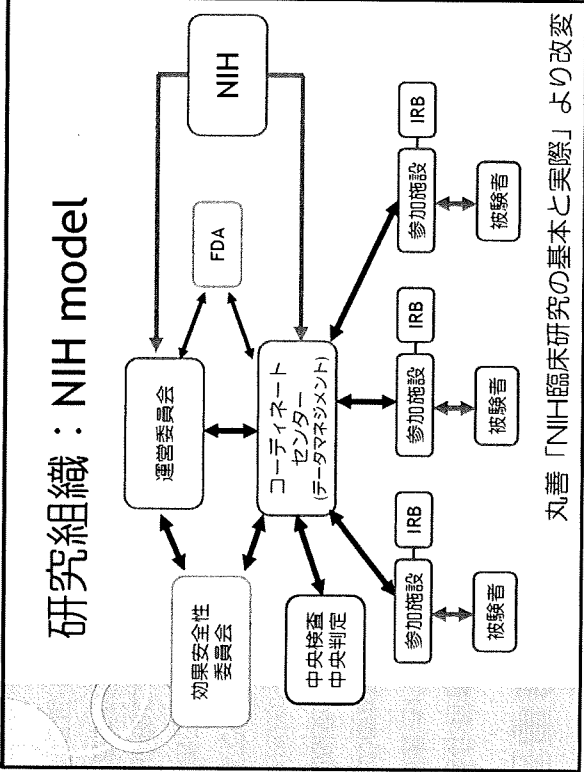 研究組織：NIH model
NIH
FDA
運営委員会
効果安全性
委員会
コーディネート
センター
(データマネジメント)
中央検査
中央判定
参加施設
IRB
被験者
参加施設
IRB
被験者
参加施設
IRB
被験者
丸善「NIH臨床研究の基本と実際」より改変